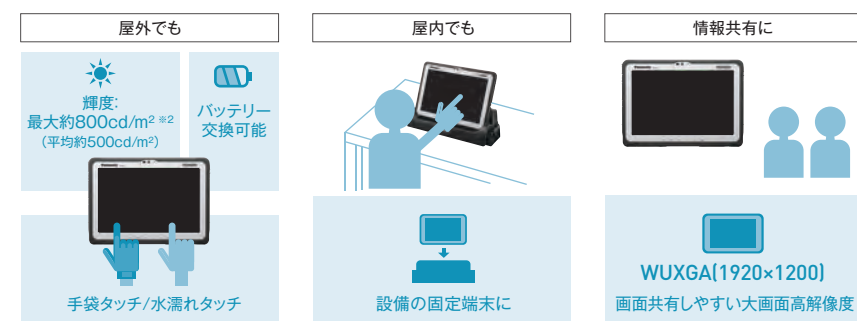 屋外でも
輝度:
最大約800cd/m² ※2
(平均約500cd/m²)
バッテリー
交換可能
Panasonic
手袋タッチ/水濡れタッチ
屋内でも
Panasonic
設備の固定端末に
情報共有に
Panasonic
WUXGA(1920×1200)
画面共有しやすい大画面高解像度